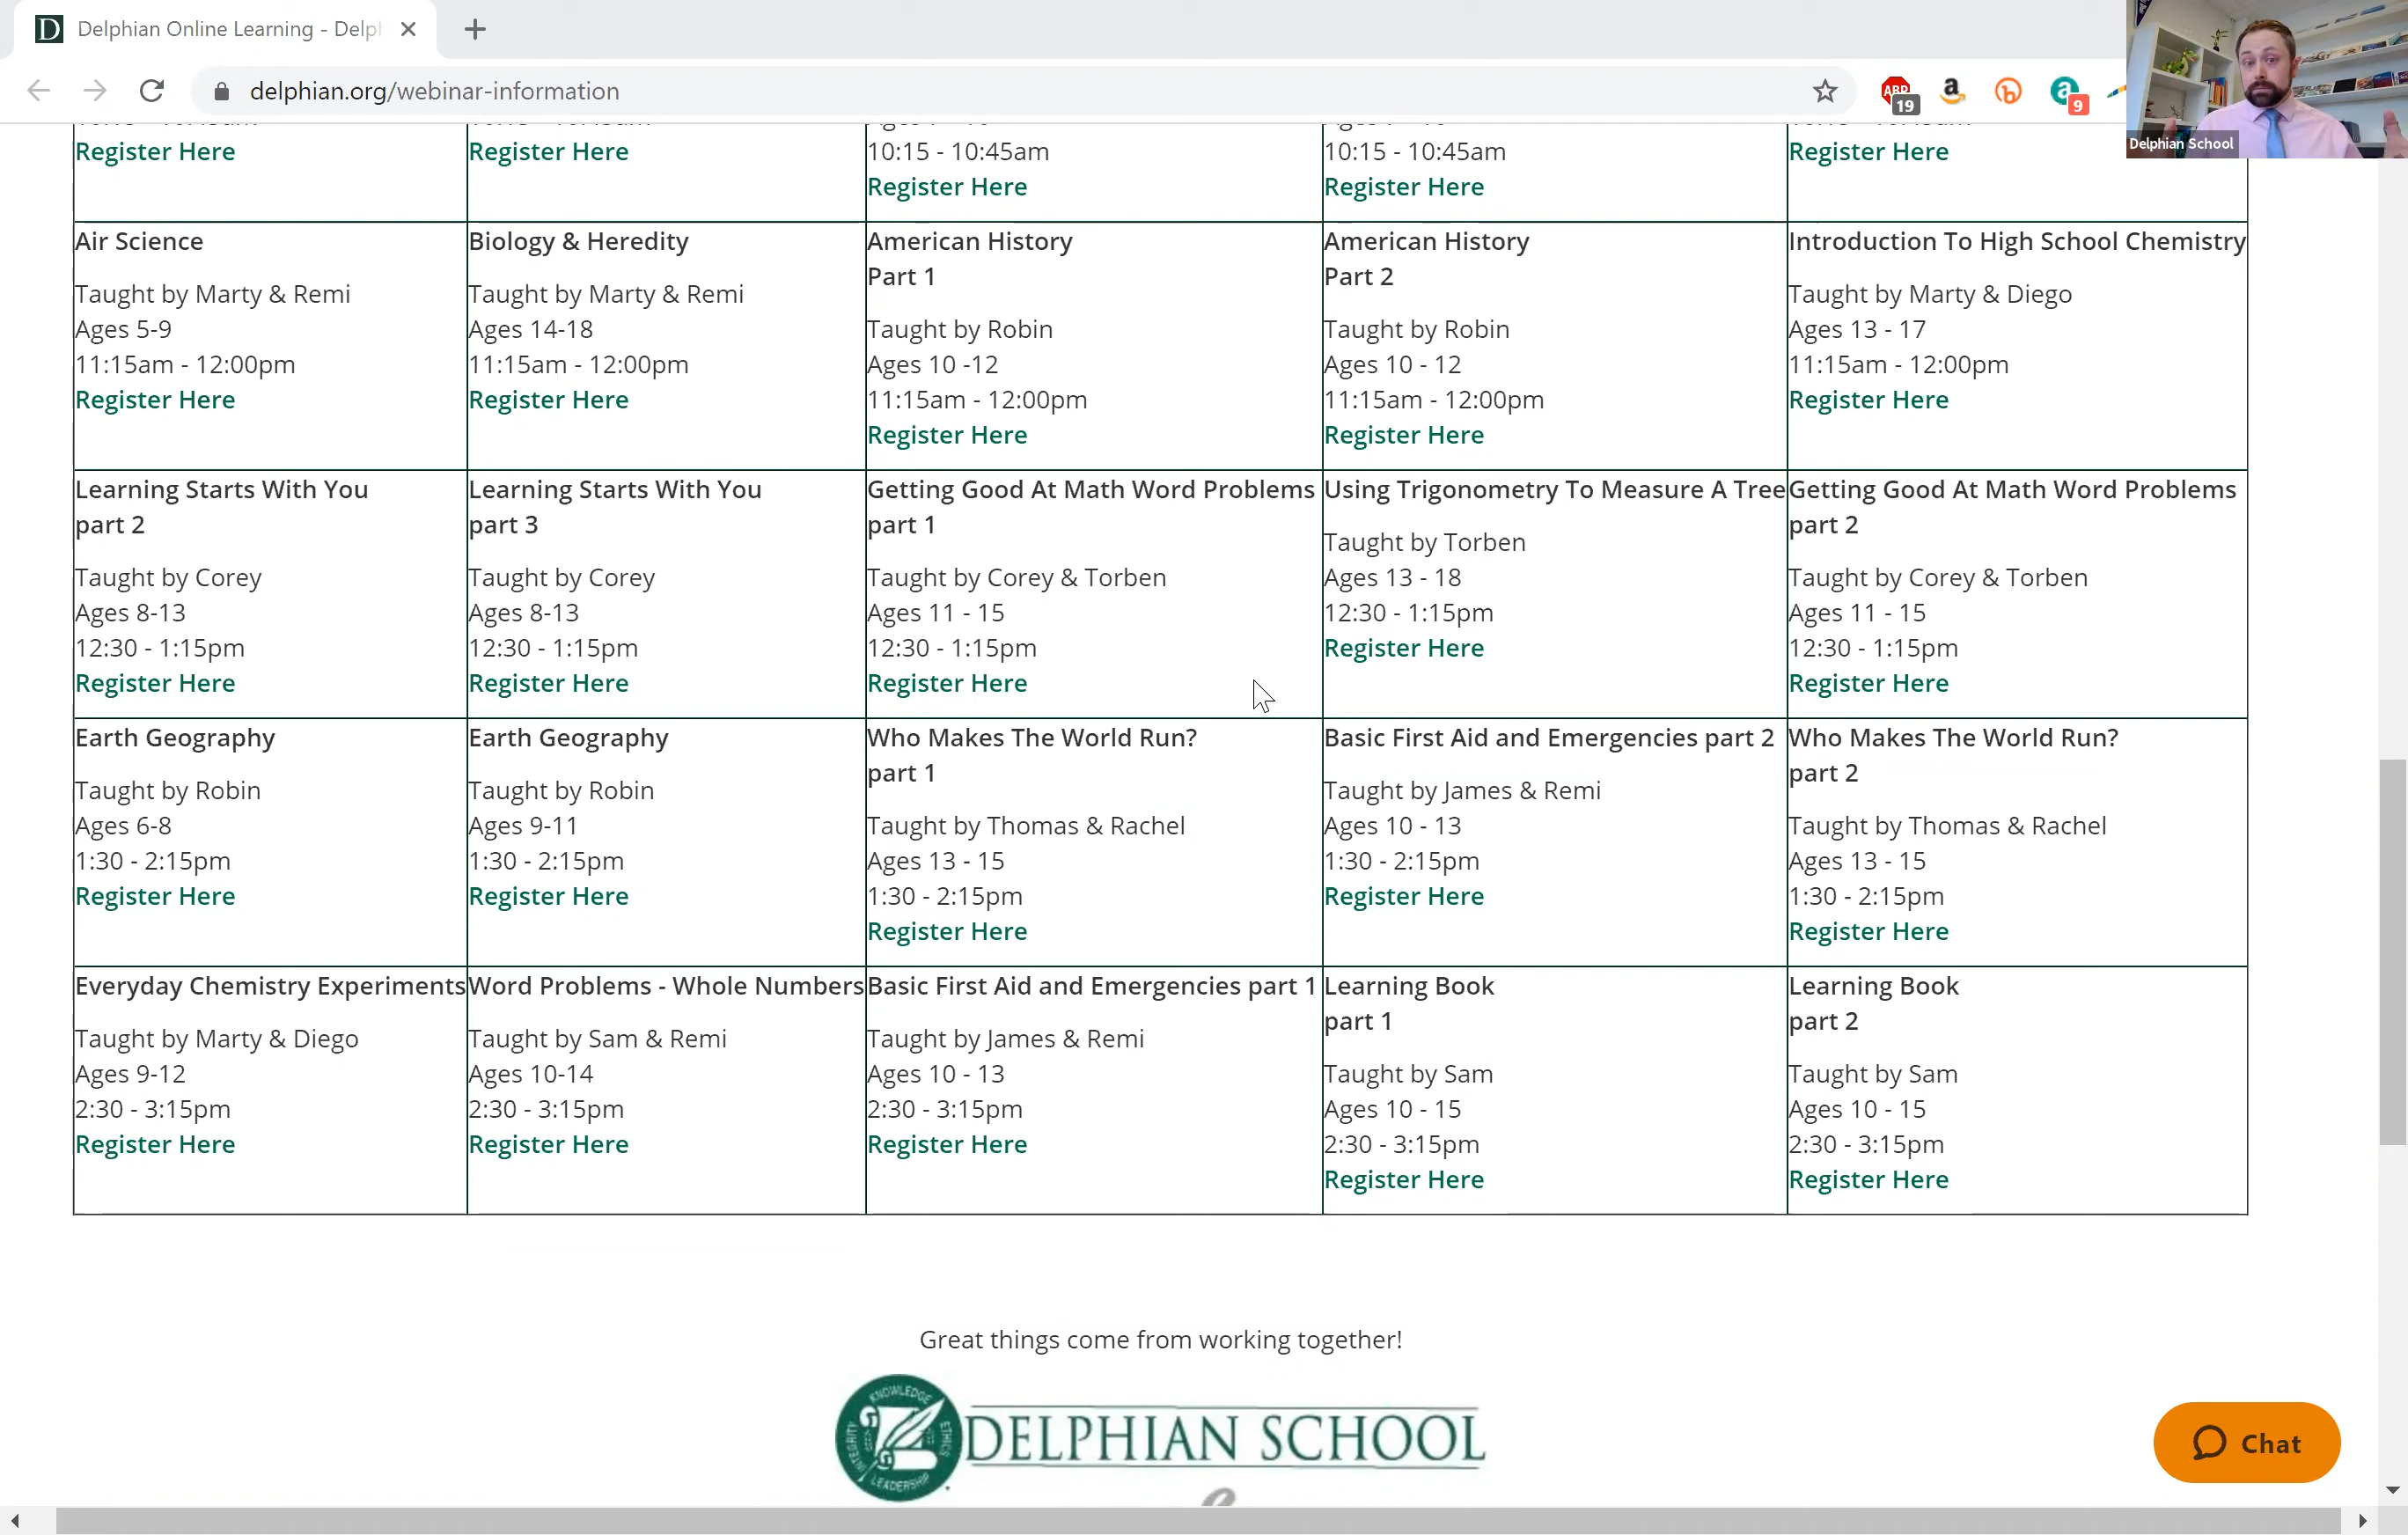 Delphian Online Learning - Delp
delphian.org/webinar-information
ABP
19
a
b
a
9
Delphian School
Register Here
Register Here
10:15 - 10:45am
Register Here
10:15 - 10:45am
Register Here
Register Here
Air Science
Taught by Marty & Remi
Ages 5-9
11:15am - 12:00pm
Register Here
Biology & Heredity
Taught by Marty & Remi
Ages 14-18
11:15am - 12:00pm
Register Here
American History
Part 1
Taught by Robin
Ages 10 -12
11:15am - 12:00pm
Register Here
American History
Part 2
Taught by Robin
Ages 10 - 12
11:15am - 12:00pm
Register Here
Introduction To High School Chemistry
Taught by Marty & Diego
Ages 13 - 17
11:15am - 12:00pm
Register Here
Learning Starts With You
part 2
Taught by Corey
Ages 8-13
12:30 - 1:15pm
Register Here
Learning Starts With You
part 3
Taught by Corey
Ages 8-13
12:30 - 1:15pm
Register Here
Getting Good At Math Word Problems
part 1
Taught by Corey & Torben
Ages 11 - 15
12:30 - 1:15pm
Register Here
Using Trigonometry To Measure A Tree
Taught by Torben
Ages 13 - 18
12:30 - 1:15pm
Register Here
Getting Good At Math Word Problems
part 2
Taught by Corey & Torben
Ages 11 - 15
12:30 - 1:15pm
Register Here
Earth Geography
Taught by Robin
Ages 6-8
1:30 - 2:15pm
Register Here
Earth Geography
Taught by Robin
Ages 9-11
1:30 - 2:15pm
Register Here
Who Makes The World Run?
part 1
Taught by Thomas & Rachel
Ages 13 - 15
1:30 - 2:15pm
Register Here
Basic First Aid and Emergencies part 2
Taught by James & Remi
Ages 10 - 13
1:30 - 2:15pm
Register Here
Who Makes The World Run?
part 2
Taught by Thomas & Rachel
Ages 13 - 15
1:30 - 2:15pm
Register Here
Everyday Chemistry Experiments
Taught by Marty & Diego
Ages 9-12
2:30 - 3:15pm
Register Here
Word Problems - Whole Numbers
Taught by Sam & Remi
Ages 10-14
2:30 - 3:15pm
Register Here
Basic First Aid and Emergencies part 1
Taught by James & Remi
Ages 10 - 13
2:30 - 3:15pm
Register Here
Learning Book
part 1
Taught by Sam
Ages 10 - 15
2:30 - 3:15pm
Register Here
Learning Book
part 2
Taught by Sam
Ages 10 - 15
2:30 - 3:15pm
Register Here
Great things come from working together!
KNOWLEDGE
ETHICS
LEADERSHIP
INTEGRITY
DELPHIAN SCHOOL
Chat